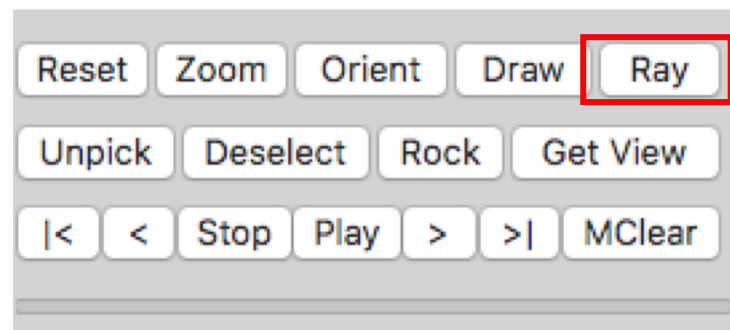 Reset Zoom Orient Draw Ray
Unpick Deselect Rock Get View
|< < Stop Play > >| MClear